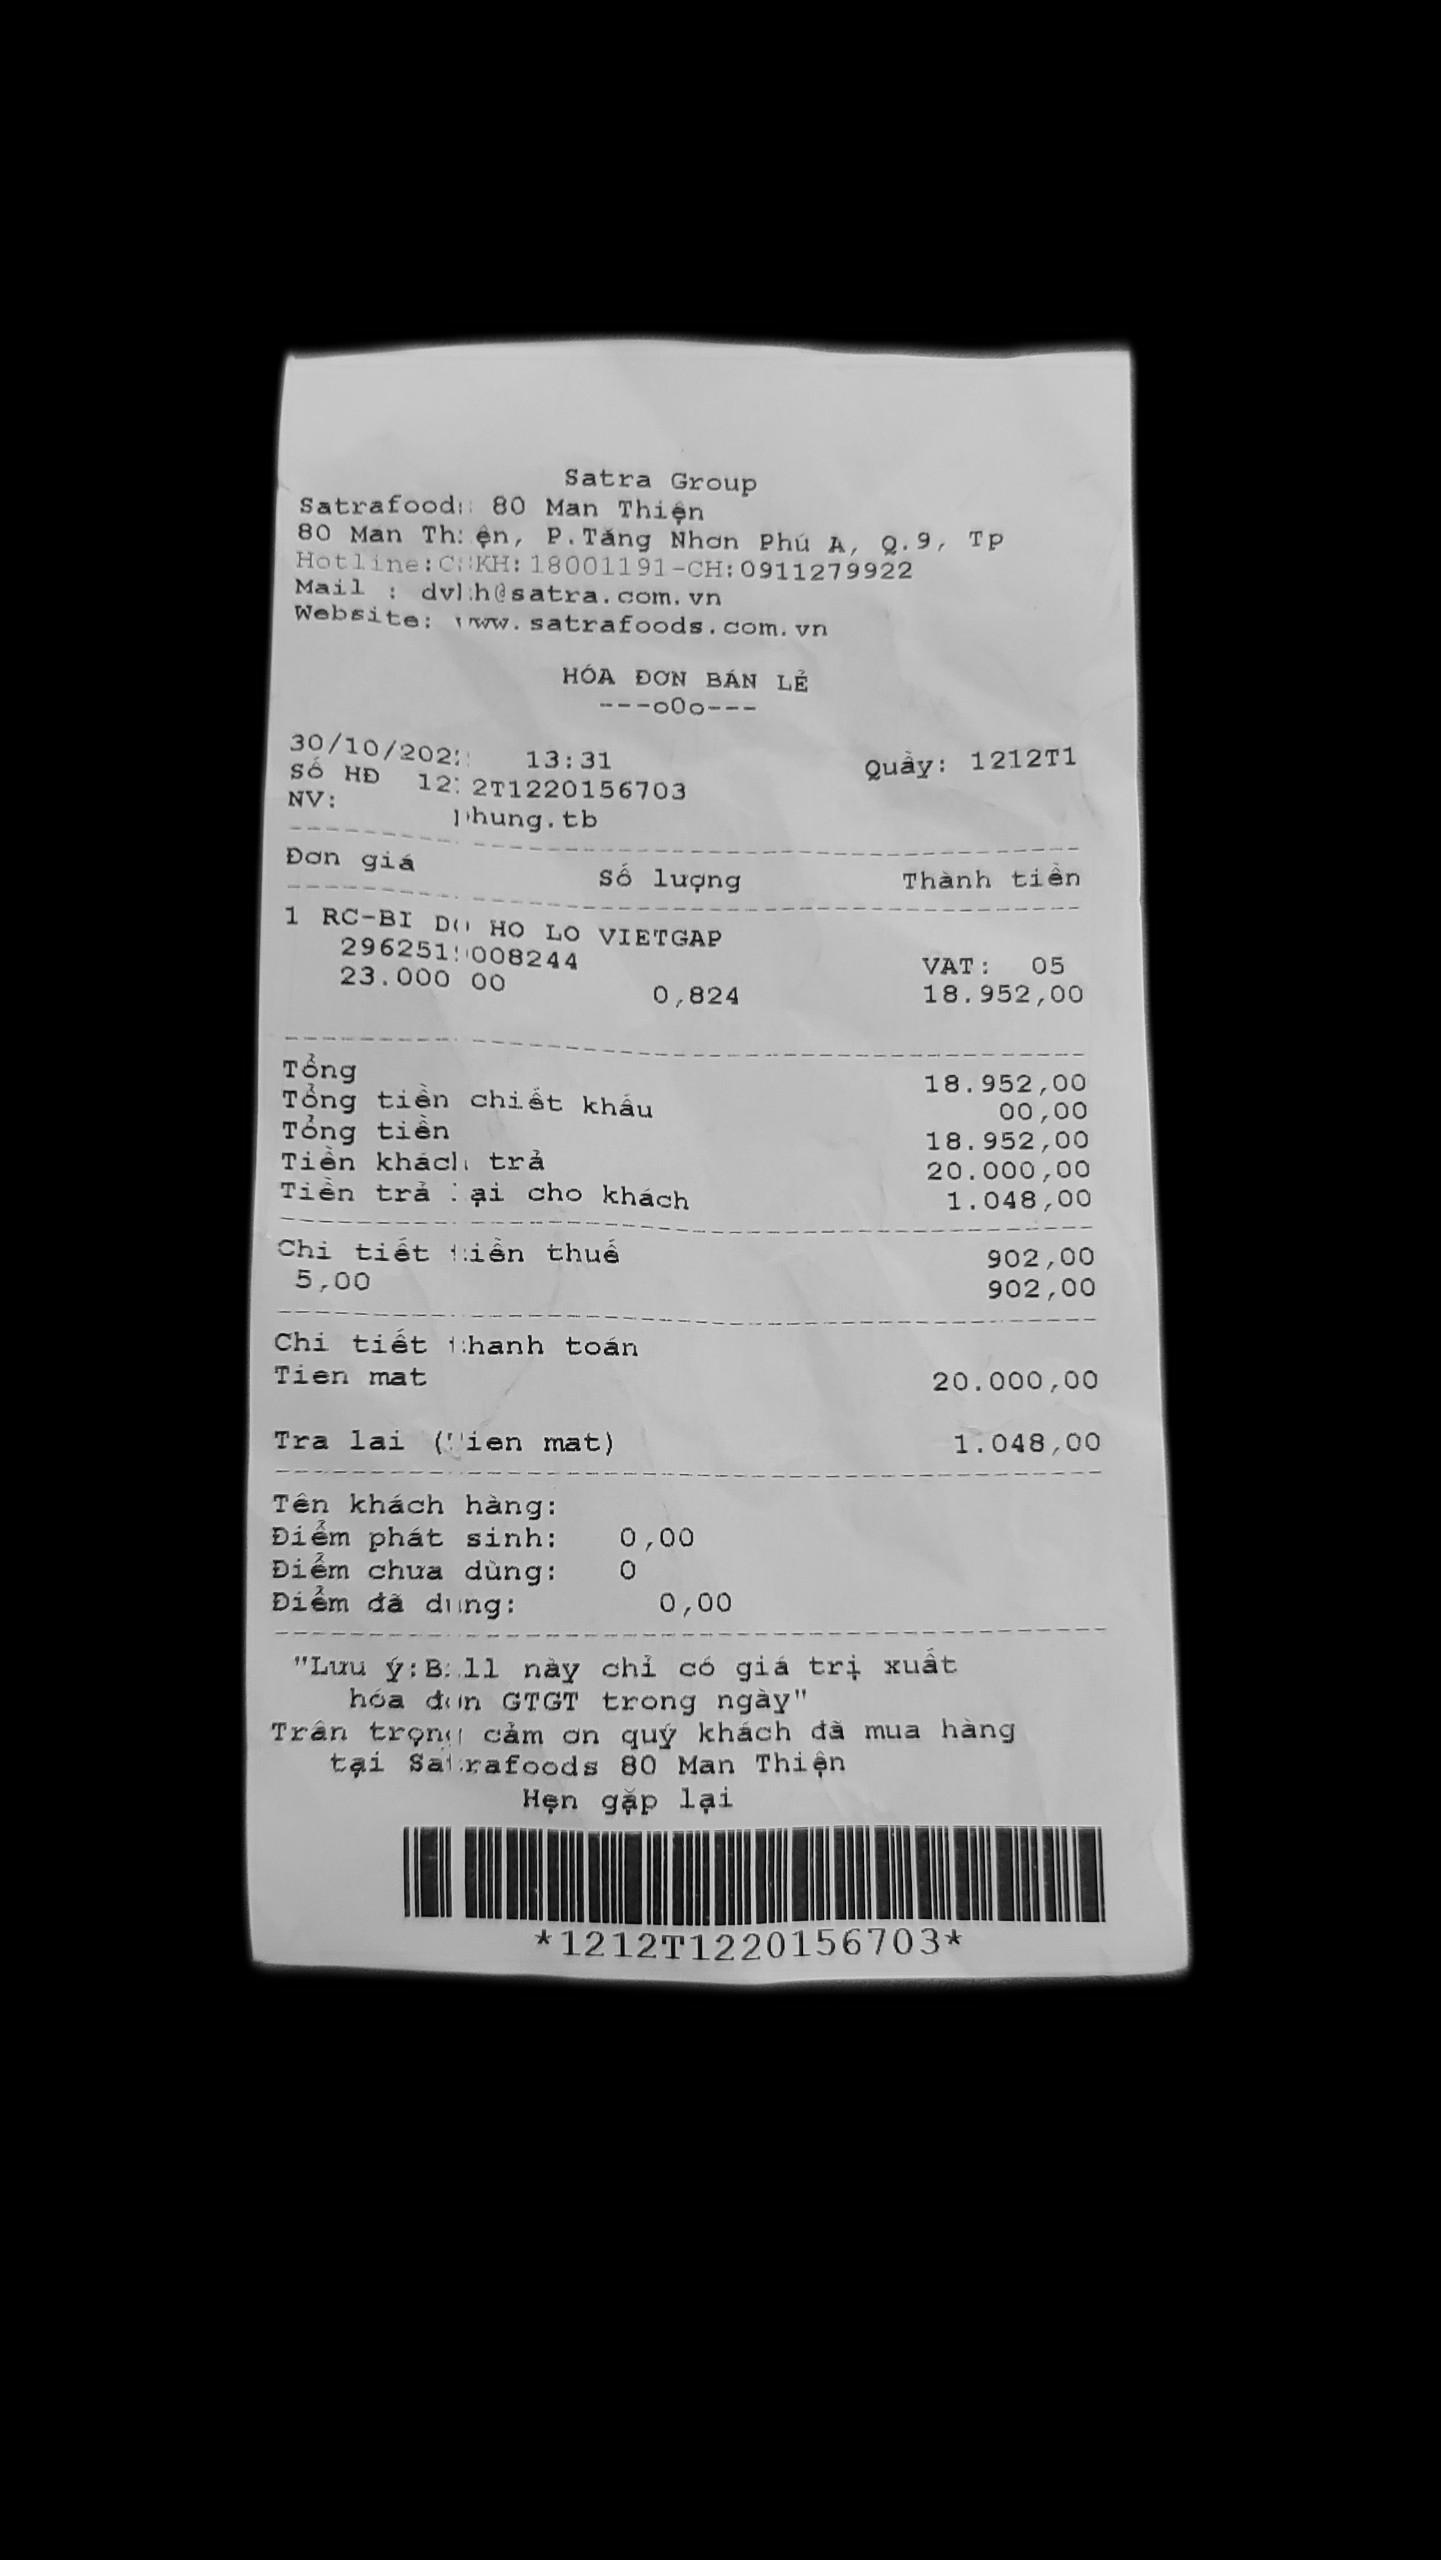 Satra Group
Satrafoods 80 Man Thiện
80 Man Thiện, P.Tăng Nhơn Phú A, Q.9, Tp
Hotline:CSKH:18001191-CH:0911279922
Mail : dvkh@satra.com.vn
Website: www.satrafoods.com.vn
HÓA ĐƠN BÁN LẺ
---oOo---
30/10/2022 13:31 Quầy: 1212T1
Số HĐ 1212T1220156703
NV: phung.tb
Đơn giá Số lượng Thành tiền
1 RC-BI DO HO LO VIETGAP
VAT: 05
23.000,00 0,824 18.952,00
Tổng 18.952,00
Tổng tiền chiết khấu 00,00
Tổng tiền 18.952,00
Tiền khách trả 20.000,00
Tiền trả lại cho khách 1.048,00
Chi tiết tiền thuế 902,00
5,00 902,00
Chi tiết thanh toán
Tien mat 20.000,00
Tra lai (Tien mat) 1.048,00
Tên khách hàng:
Điểm phát sinh: 0,00
Điểm chưa dùng: 0
Điểm đã dùng: 0,00
"Lưu ý:Bill này chỉ có giá trị xuất
hóa đơn GTGT trong ngày"
Trân trọng cảm ơn quý khách đã mua hàng
tại Satrafoods 80 Man Thiện
Hẹn gặp lại
*1212T1220156703*